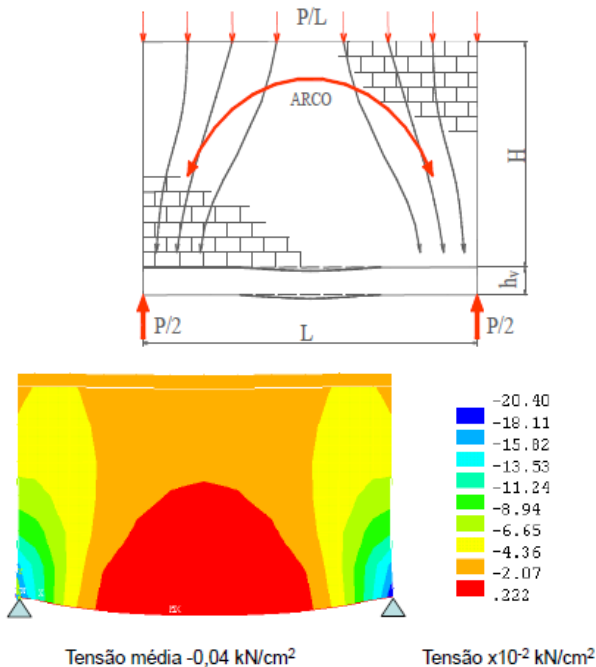 P/L
ARCO
H
h_v
P/2
P/2
L
-20.40
-18.11
-15.82
-13.53
-11.24
-8.94
-6.65
-4.36
-2.07
.222
Tensão média -0,04 kN/cm²
Tensão x10⁻² kN/cm²